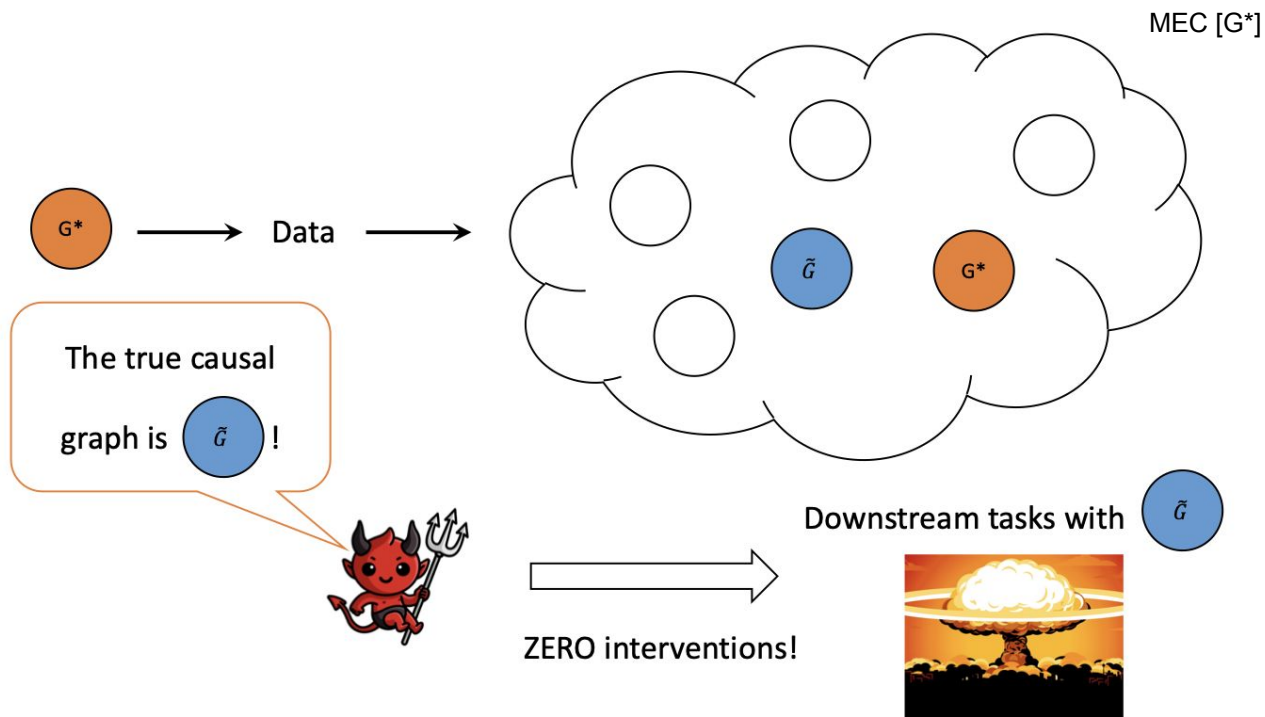 MEC [G*]
G*
Data
G̃
G*
The true causal
graph is G̃ !
Downstream tasks with G̃
ZERO interventions!